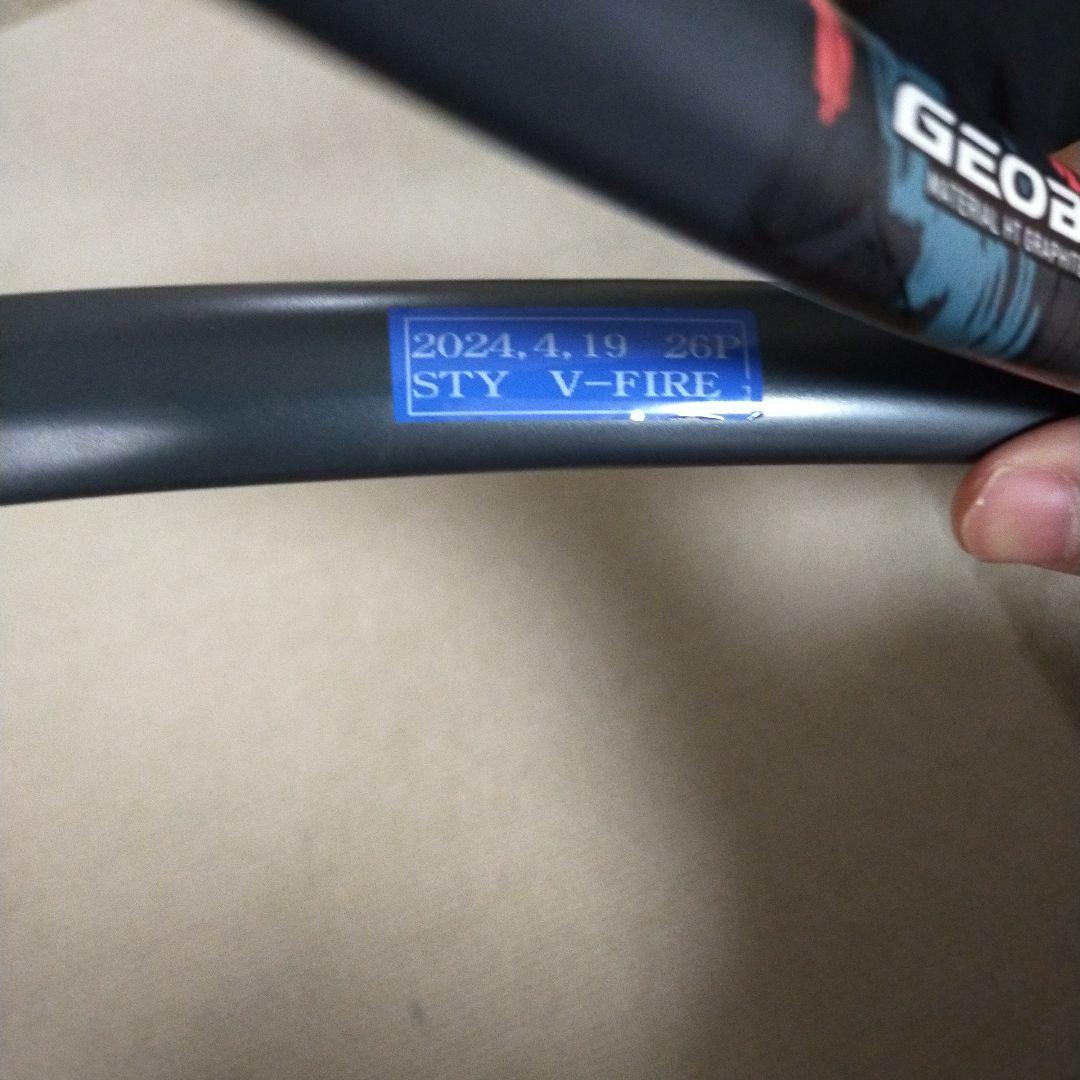 GEOB
MATERIAL HT GRAPHITE
2024,4,19 26P
STY V-FIRE